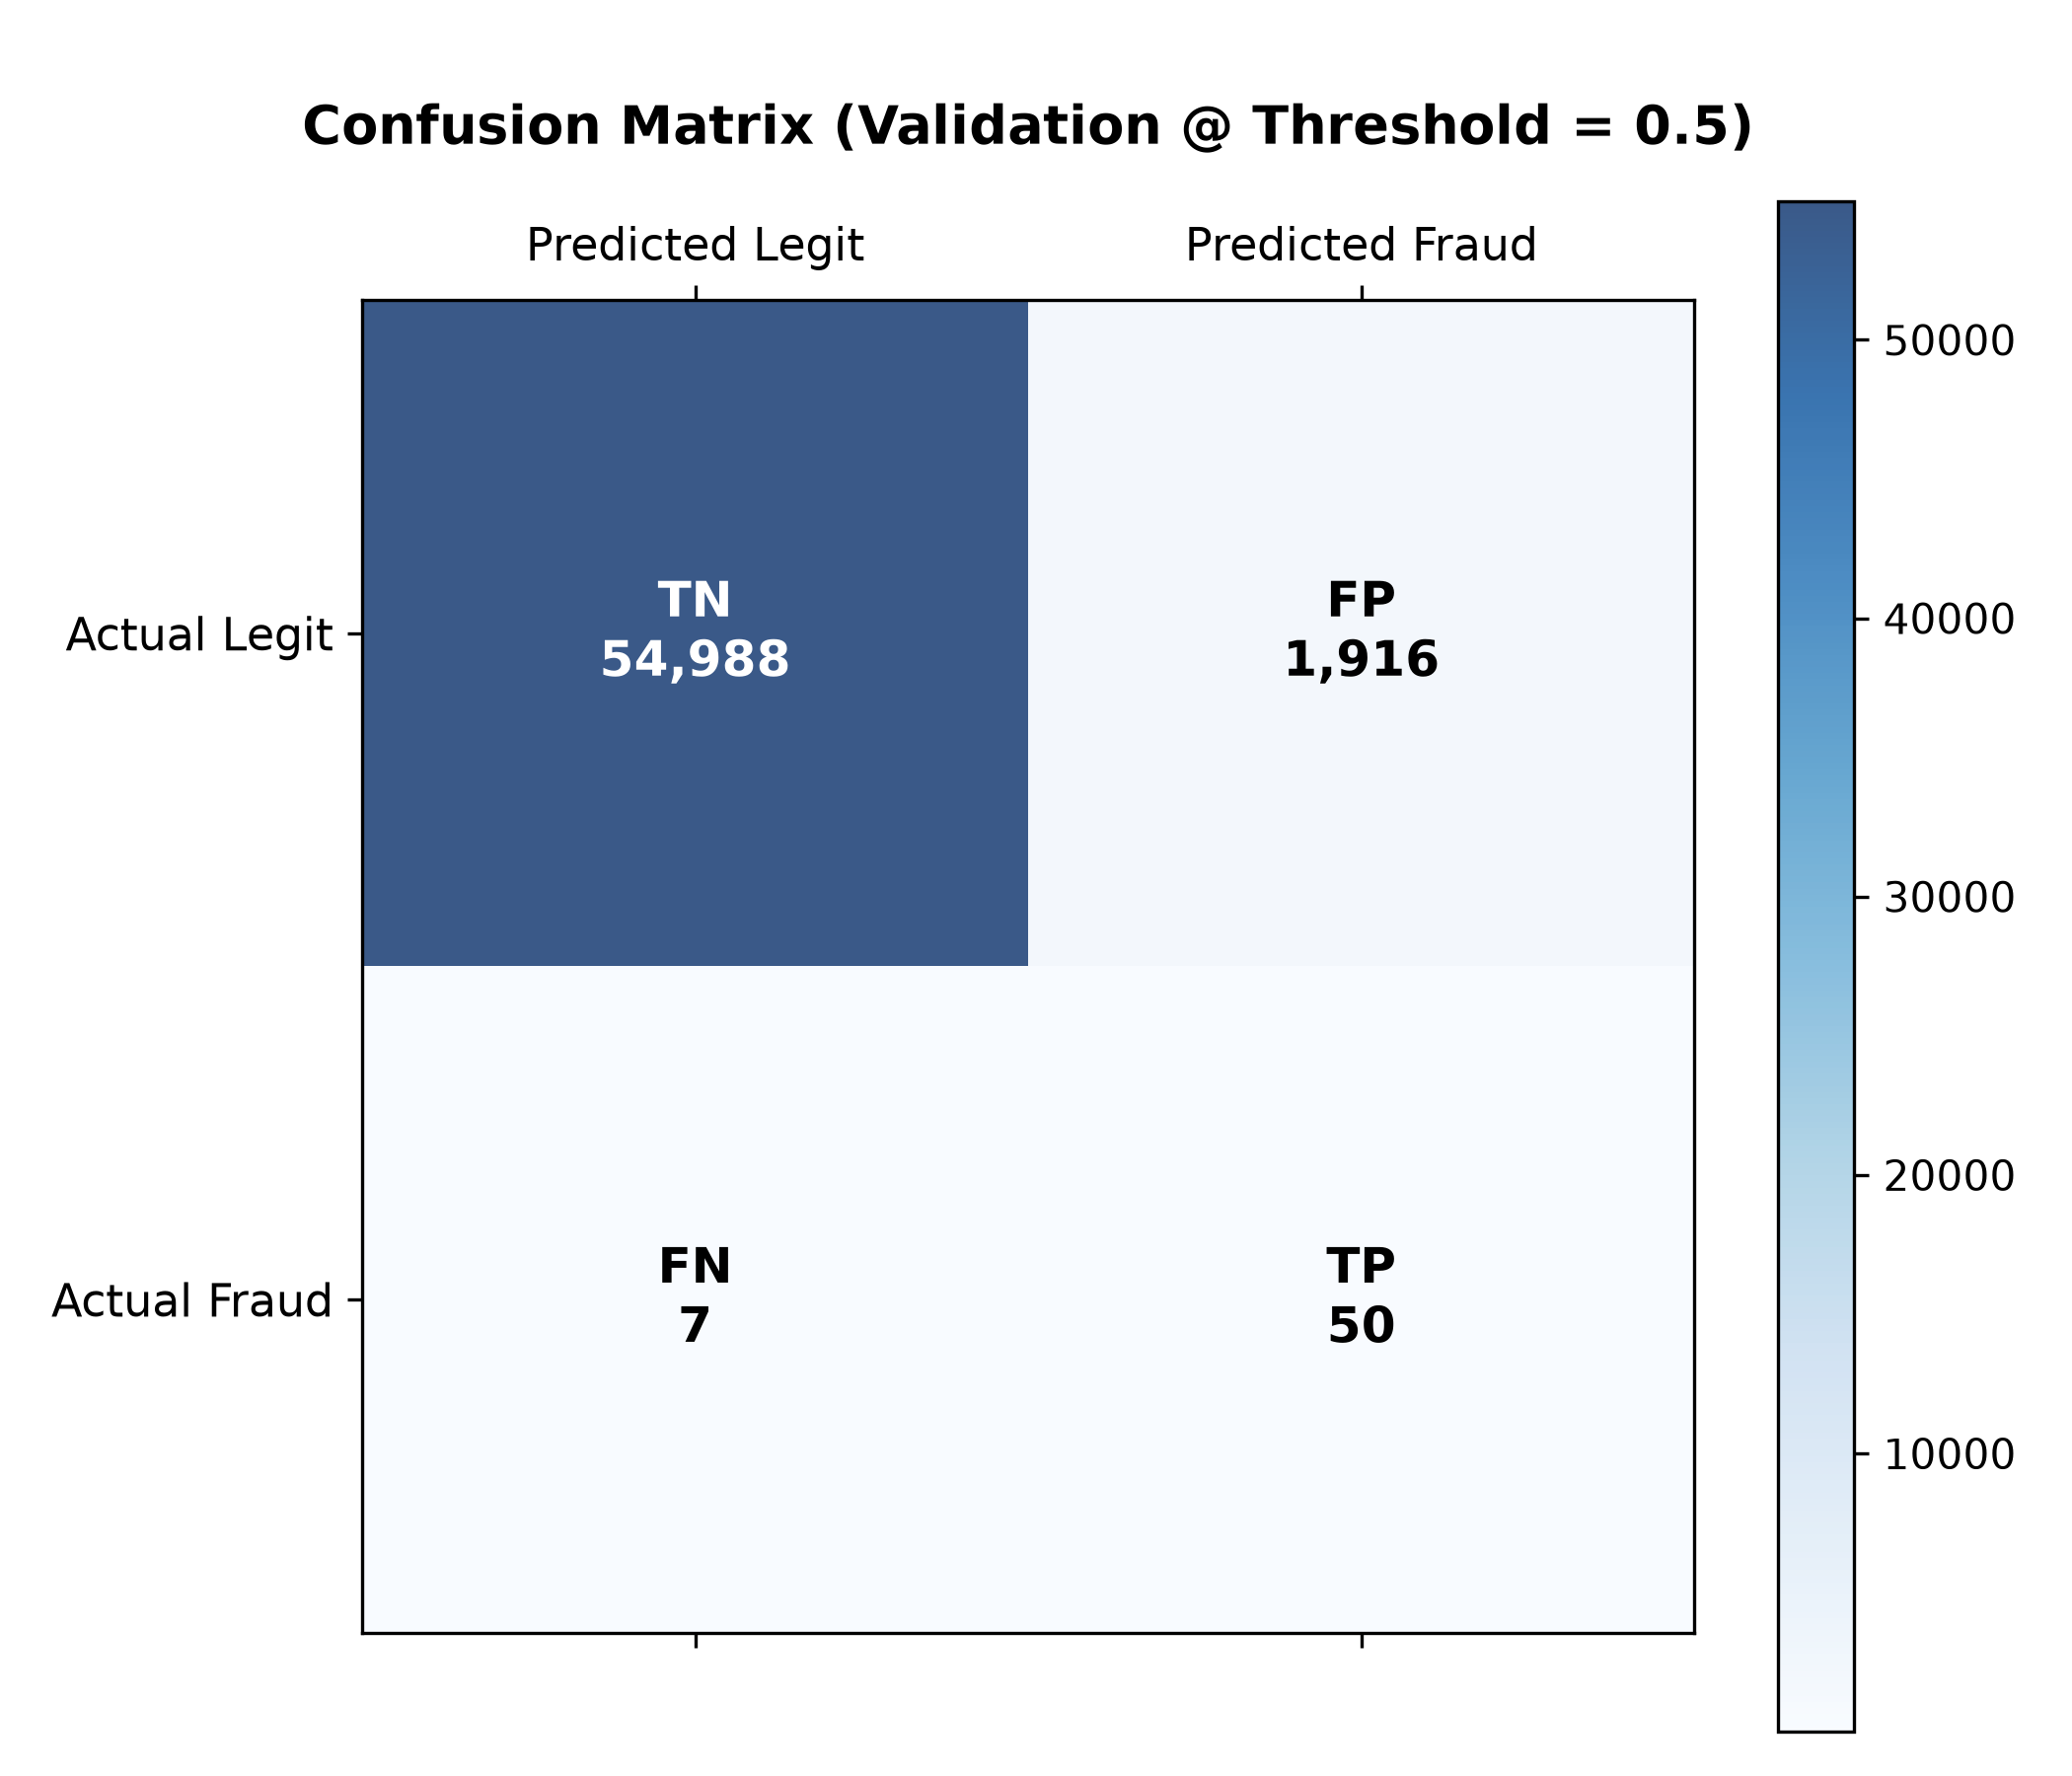 Confusion Matrix (Validation @ Threshold = 0.5)
Predicted Legit
Predicted Fraud
Actual Legit
TN
54,988
FP
1,916
Actual Fraud
FN
7
TP
50
50000
40000
30000
20000
10000